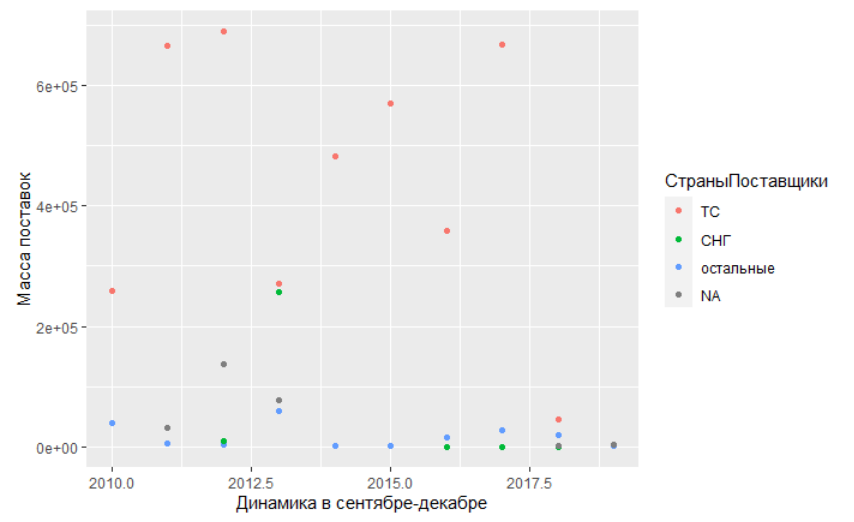 6e+05
4e+05
2e+05
0e+00
Масса поставок
2010.0 2012.5 2015.0 2017.5
Динамика в сентябре-декабре
СтраныПоставщики
ТС
СНГ
остальные
NA